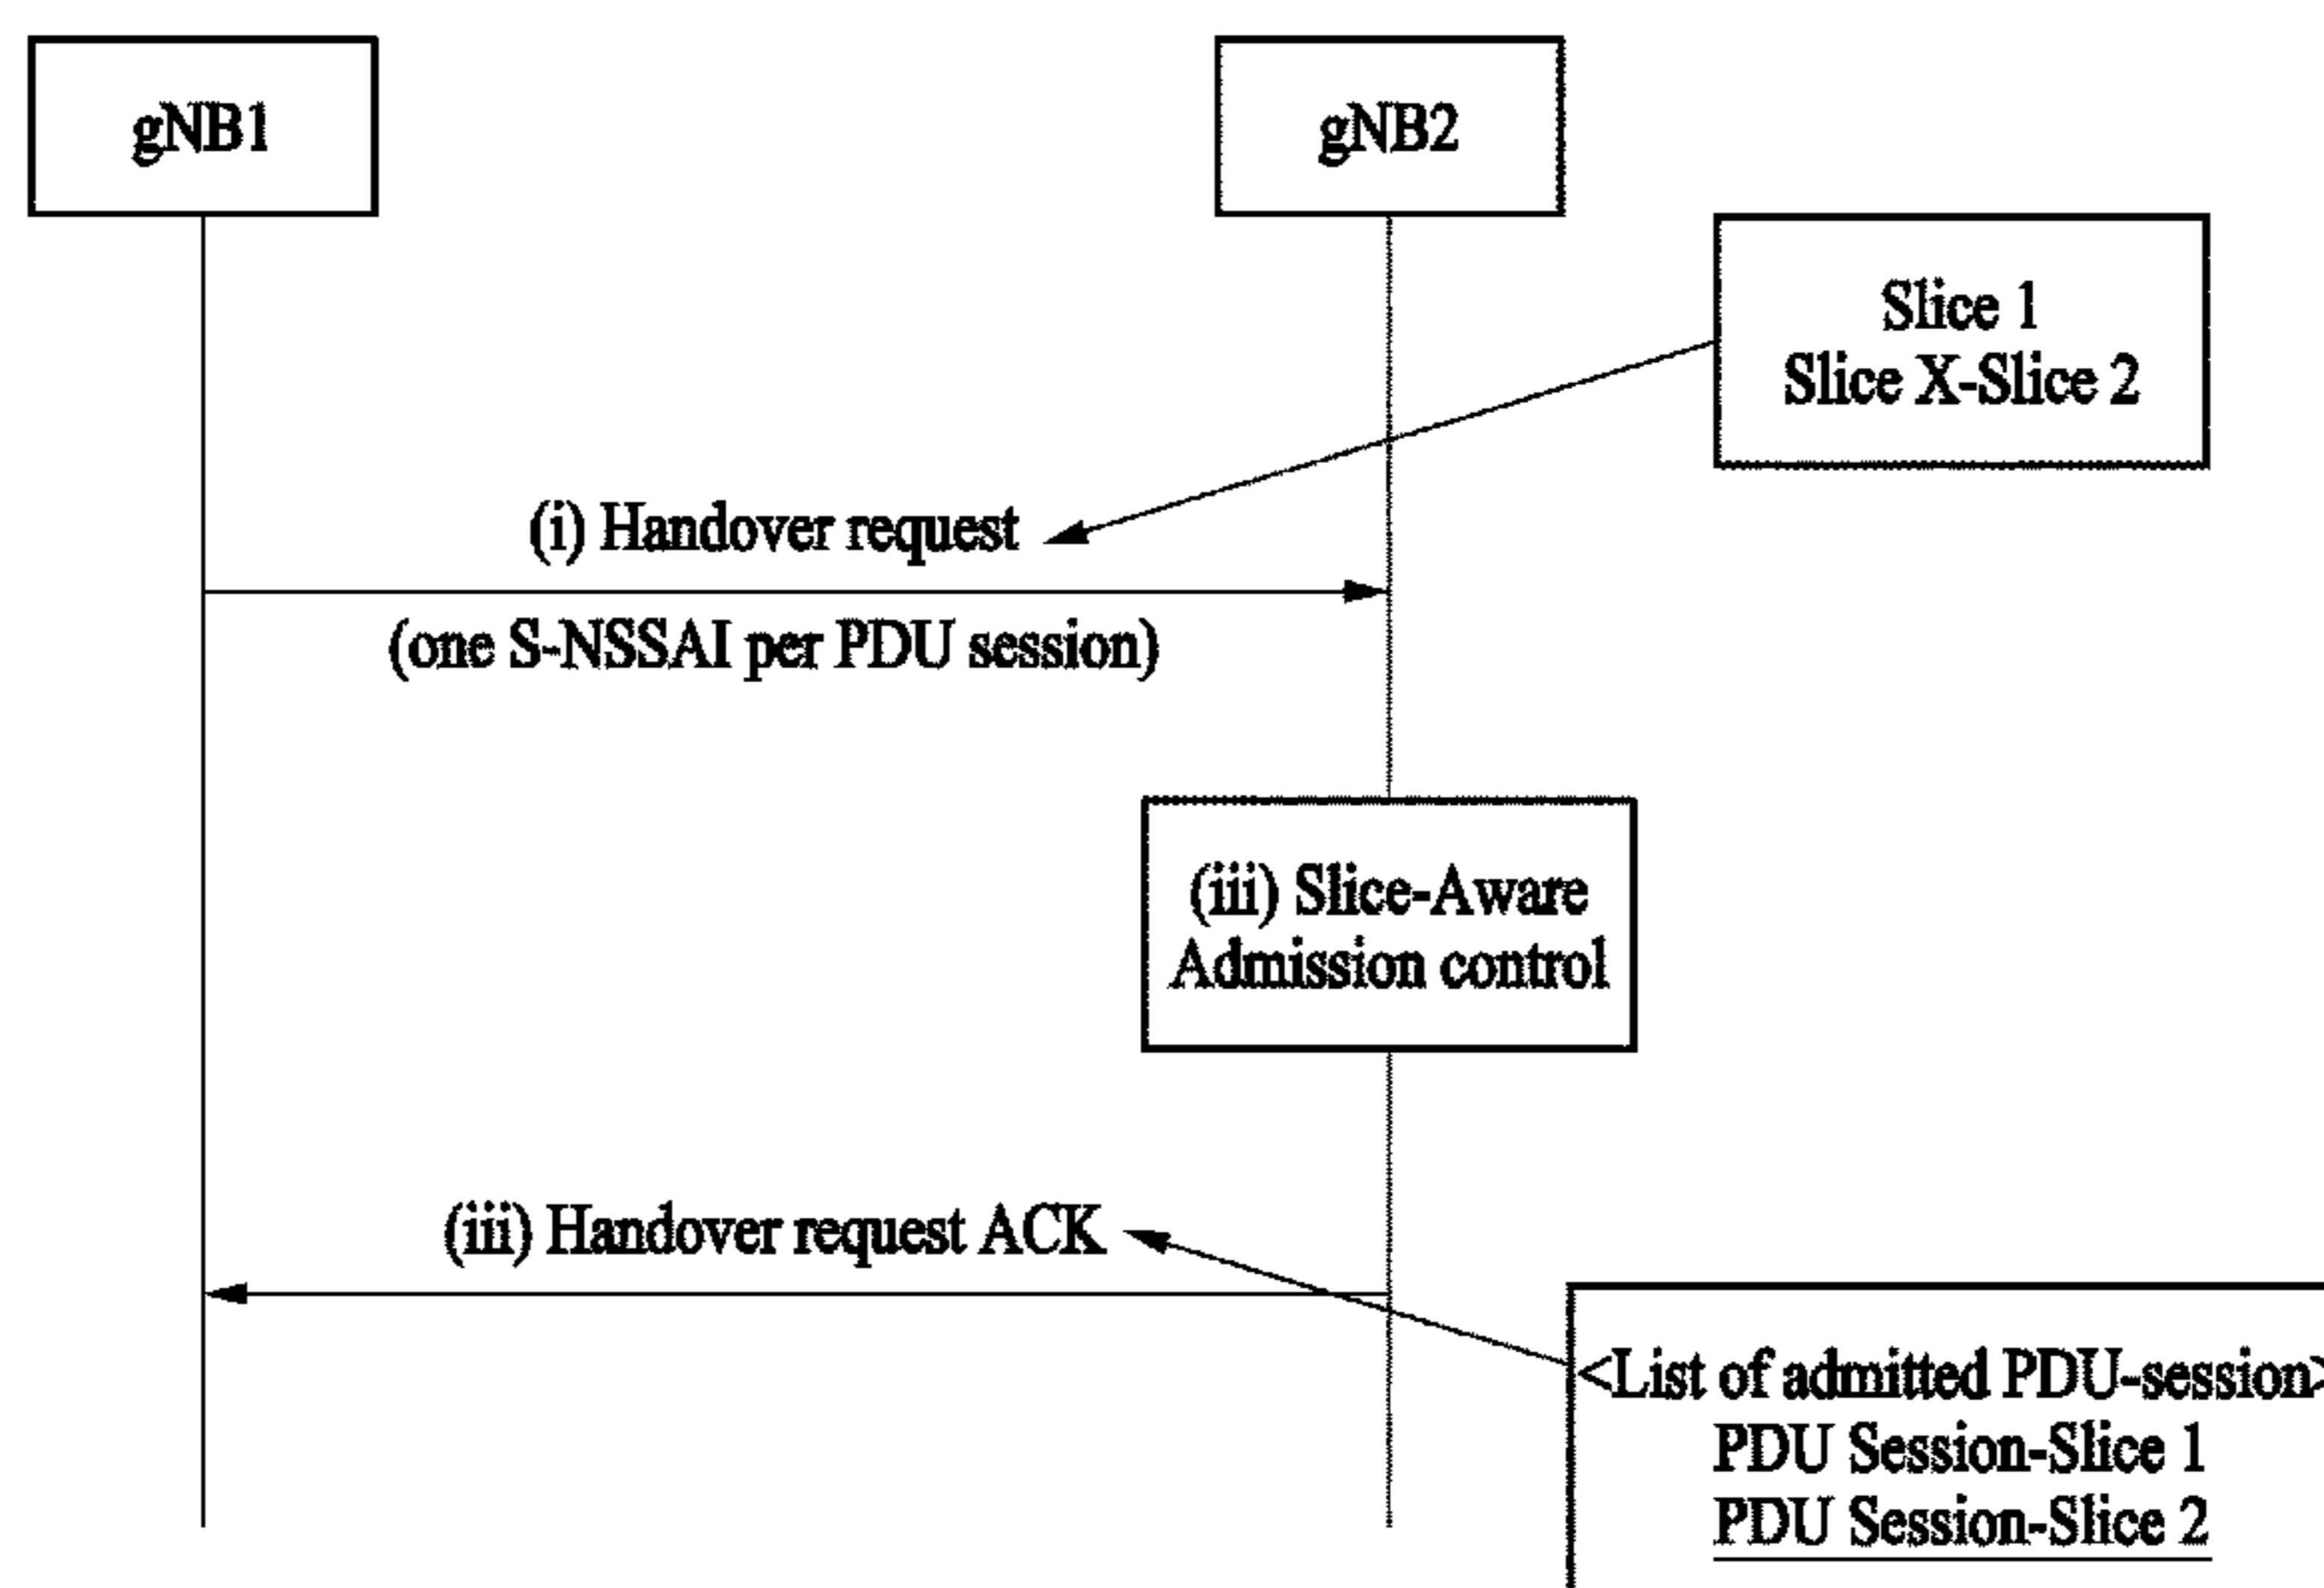 gNB1
gNB2
Slice 1
Slice X-Slice 2
(i) Handover request
(one S-NSSAI per PDU session)
(iii) Slice-Aware
Admission control
(iii) Handover request ACK
<List of admitted PDU-session>
PDU Session-Slice 1
PDU Session-Slice 2